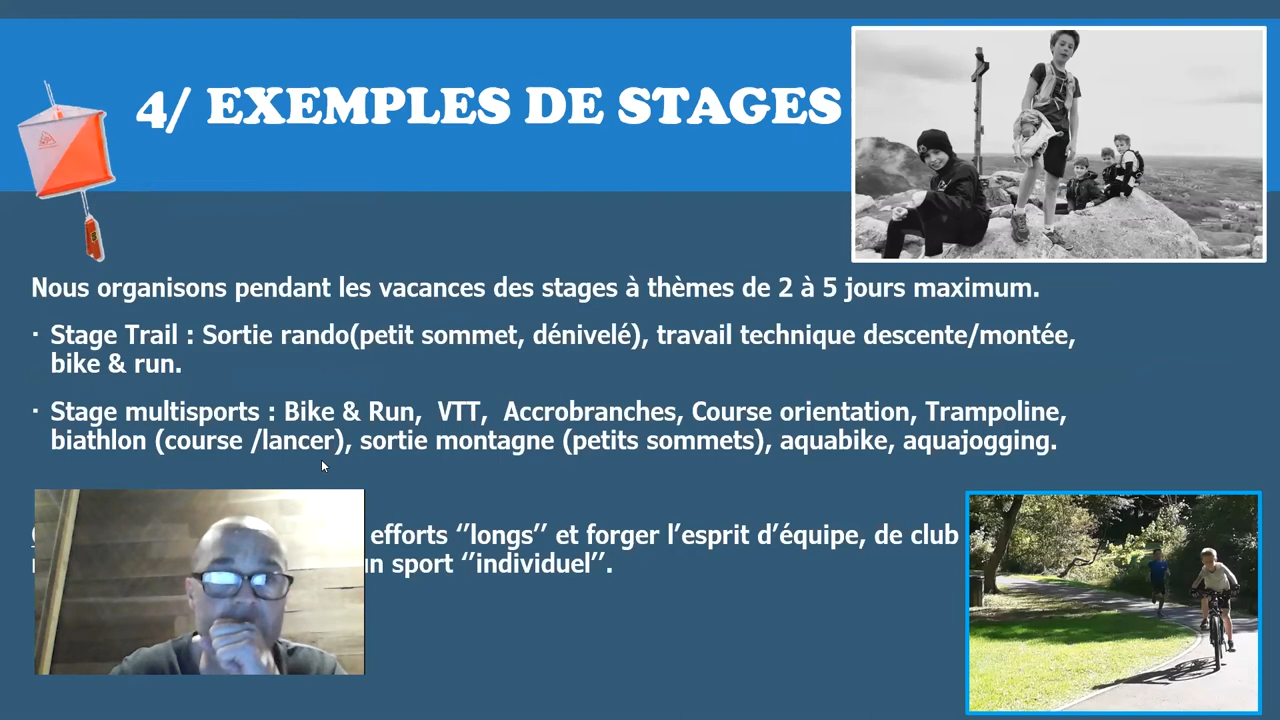 4/ EXEMPLES DE STAGES
Nous organisons pendant les vacances des stages à thèmes de 2 à 5 jours maximum.
· Stage Trail : Sortie rando(petit sommet, dénivelé), travail technique descente/montée,
bike & run.
· Stage multisports : Bike & Run, VTT, Accrobranches, Course orientation, Trampoline,
biathlon (course /lancer), sortie montagne (petits sommets), aquabike, aquajogging.
efforts ‘’longs’’ et forger l’esprit d’équipe, de club
sport ‘’individuel’’.